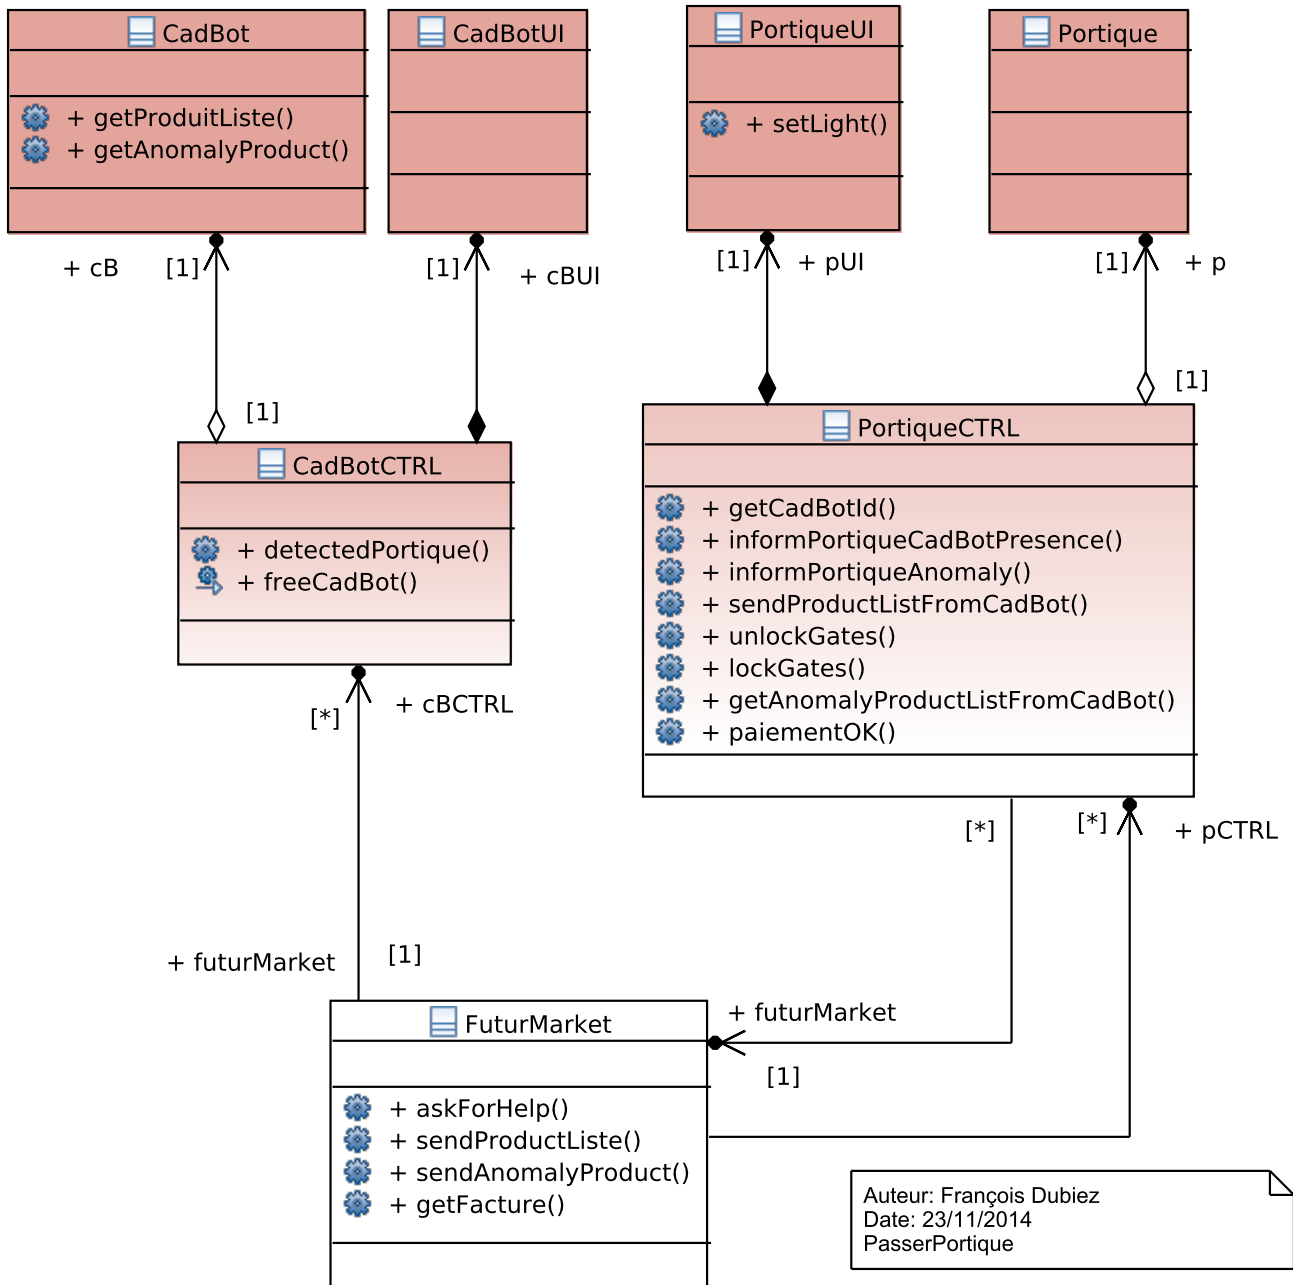 CadBot
+ getProduitListe()
+ getAnomalyProduct()
CadBotUI
PortiqueUI
+ setLight()
Portique
+ cB
[1]
[1]
+ cBUI
[1]
+ pUI
[1]
+ p
[1]
[1]
CadBotCTRL
+ detectedPortique()
+ freeCadBot()
PortiqueCTRL
+ getCadBotId()
+ informPortiqueCadBotPresence()
+ informPortiqueAnomaly()
+ sendProductListFromCadBot()
+ unlockGates()
+ lockGates()
+ getAnomalyProductListFromCadBot()
+ paiementOK()
[*]
+ cBCTRL
[*]
[*]
+ pCTRL
+ futurMarket
[1]
+ futurMarket
[1]
FuturMarket
+ askForHelp()
+ sendProductListe()
+ sendAnomalyProduct()
+ getFacture()
Auteur: François Dubiez
Date: 23/11/2014
PasserPortique